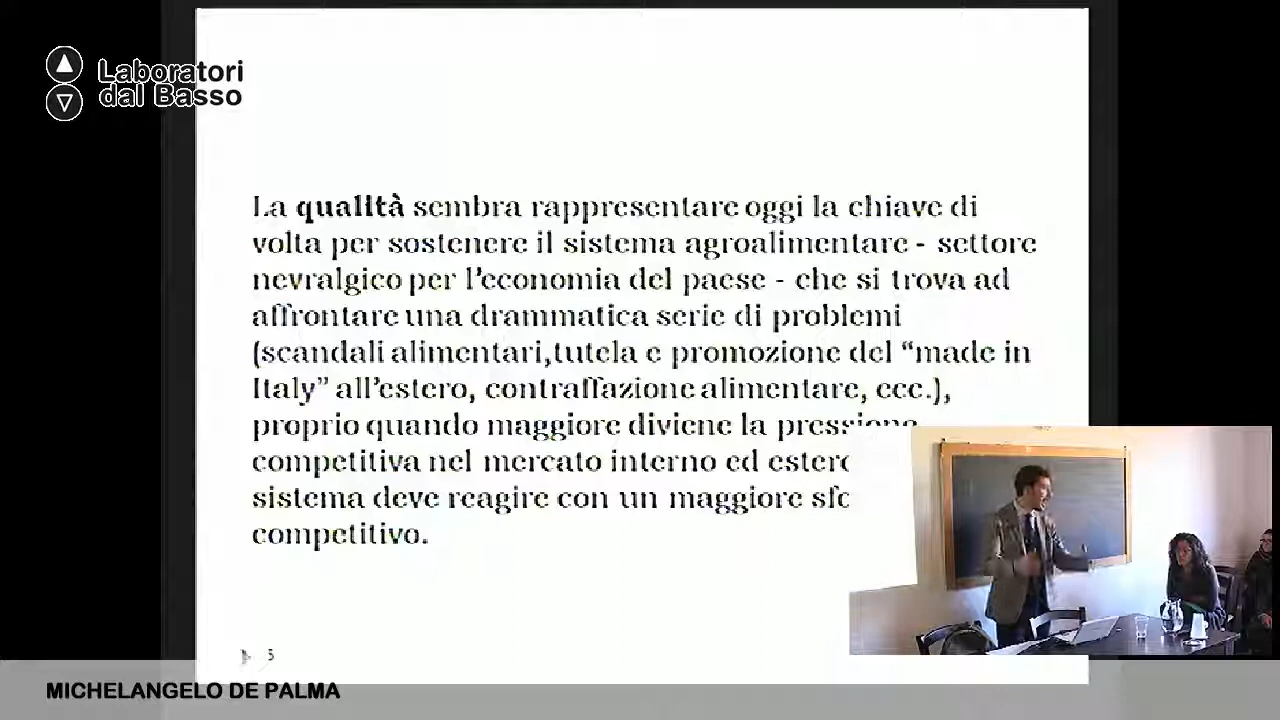 Laboratori
dal Basso
La qualità sembra rappresentare oggi la chiave di
volta per sostenere il sistema agroalimentare - settore
nevralgico per l'economia del paese - che si trova ad
affrontare una drammatica serie di problemi
(scandali alimentari,tutela e promozione del “made in
Italy” all'estero, contraffazione alimentare, ecc.),
proprio quando maggiore diviene la pressione
competitiva nel mercato interno ed estero
sistema deve reagire con un maggiore
competitivo.
MICHELANGELO DE PALMA